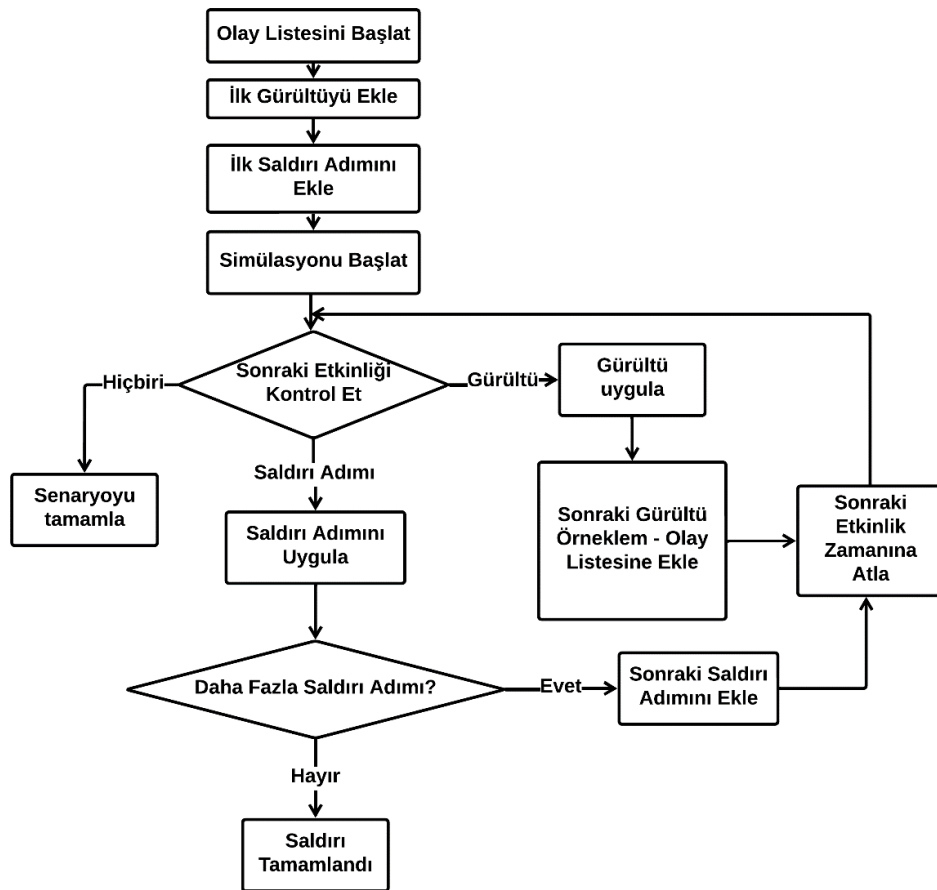 Olay Listesini Başlat
İlk Gürültüyü Ekle
İlk Saldırı Adımını
Ekle
Simülasyonu Başlat
Sonraki Etkinliği
Kontrol Et
Hiçbiri
Gürültü
Gürültü
uygula
Senaryoyu
tamamla
Saldırı Adımı
Saldırı Adımını
Uygula
Sonraki Gürültü
Örneklem - Olay
Listesine Ekle
Sonraki
Etkinlik
Zamanına
Atla
Daha Fazla Saldırı Adımı?
Evet
Sonraki Saldırı
Adımını Ekle
Hayır
Saldırı
Tamamlandı